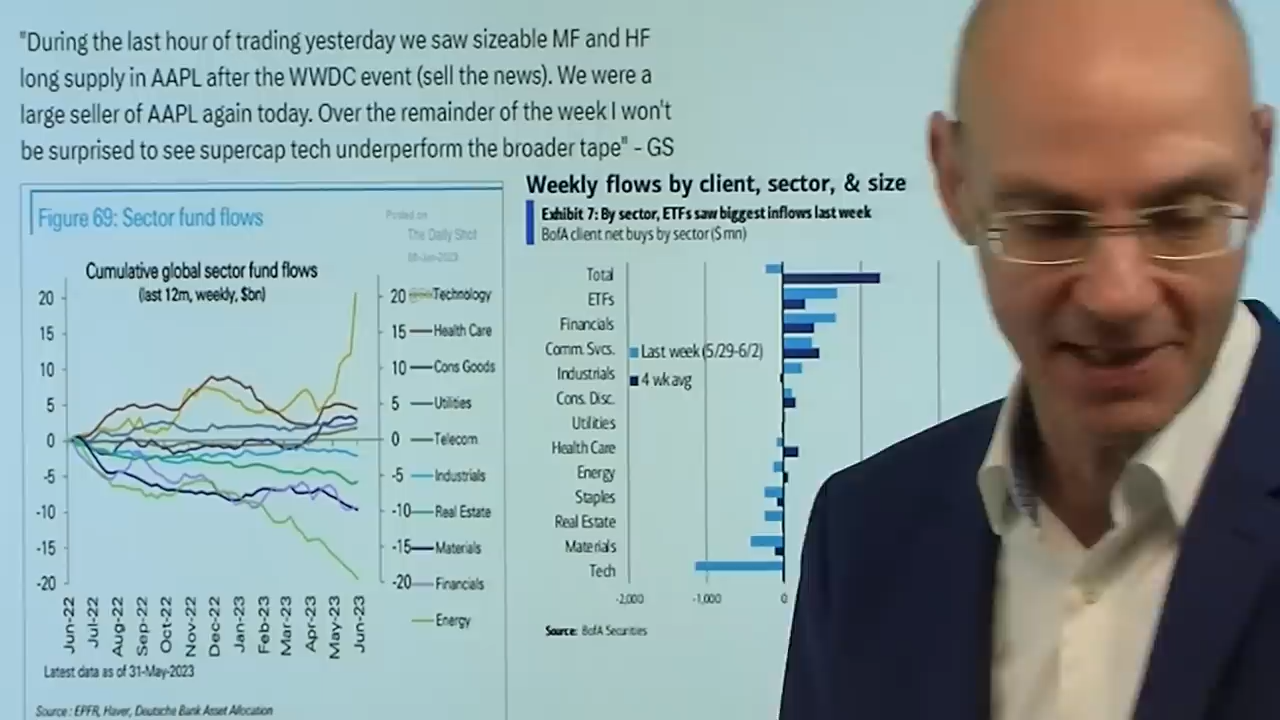 "During the last hour of trading yesterday we saw sizeable MF and HF
long supply in AAPL after the WWDC event (sell the news). We were a
large seller of AAPL again today. Over the remainder of the week I won't
be surprised to see supercap tech underperform the broader tape" - GS
Figure 69: Sector fund flows
Posted on
The Daily Shot
08-Jun-2023
Cumulative global sector fund flows
(last 12m, weekly, $bn)
20
15
10
5
0
-5
-10
-15
-20
20 Technology
15 Health Care
10 Cons Goods
5 Utilities
0 Telecom
-5 Industrials
-10 Real Estate
-15 Materials
-20 Financials
Energy
Jun-22
Jul-22
Aug-22
Sep-22
Oct-22
Nov-22
Dec-22
Jan-23
Feb-23
Mar-23
Apr-23
May-23
Jun-23
Latest data as of 31-May-2023
Source: EPFR, Haver, Deutsche Bank Asset Allocation
Weekly flows by client, sector, & size
Exhibit 7: By sector, ETFs saw biggest inflows last week
BofA client net buys by sector ($ mn)
Total
ETFs
Financials
Comm. Svcs.
Industrials
Cons. Disc.
Utilities
Health Care
Energy
Staples
Real Estate
Materials
Tech
Last week (5/29-6/2)
4 wk avg
-2,000 -1,000 0
Source: BofA Securities